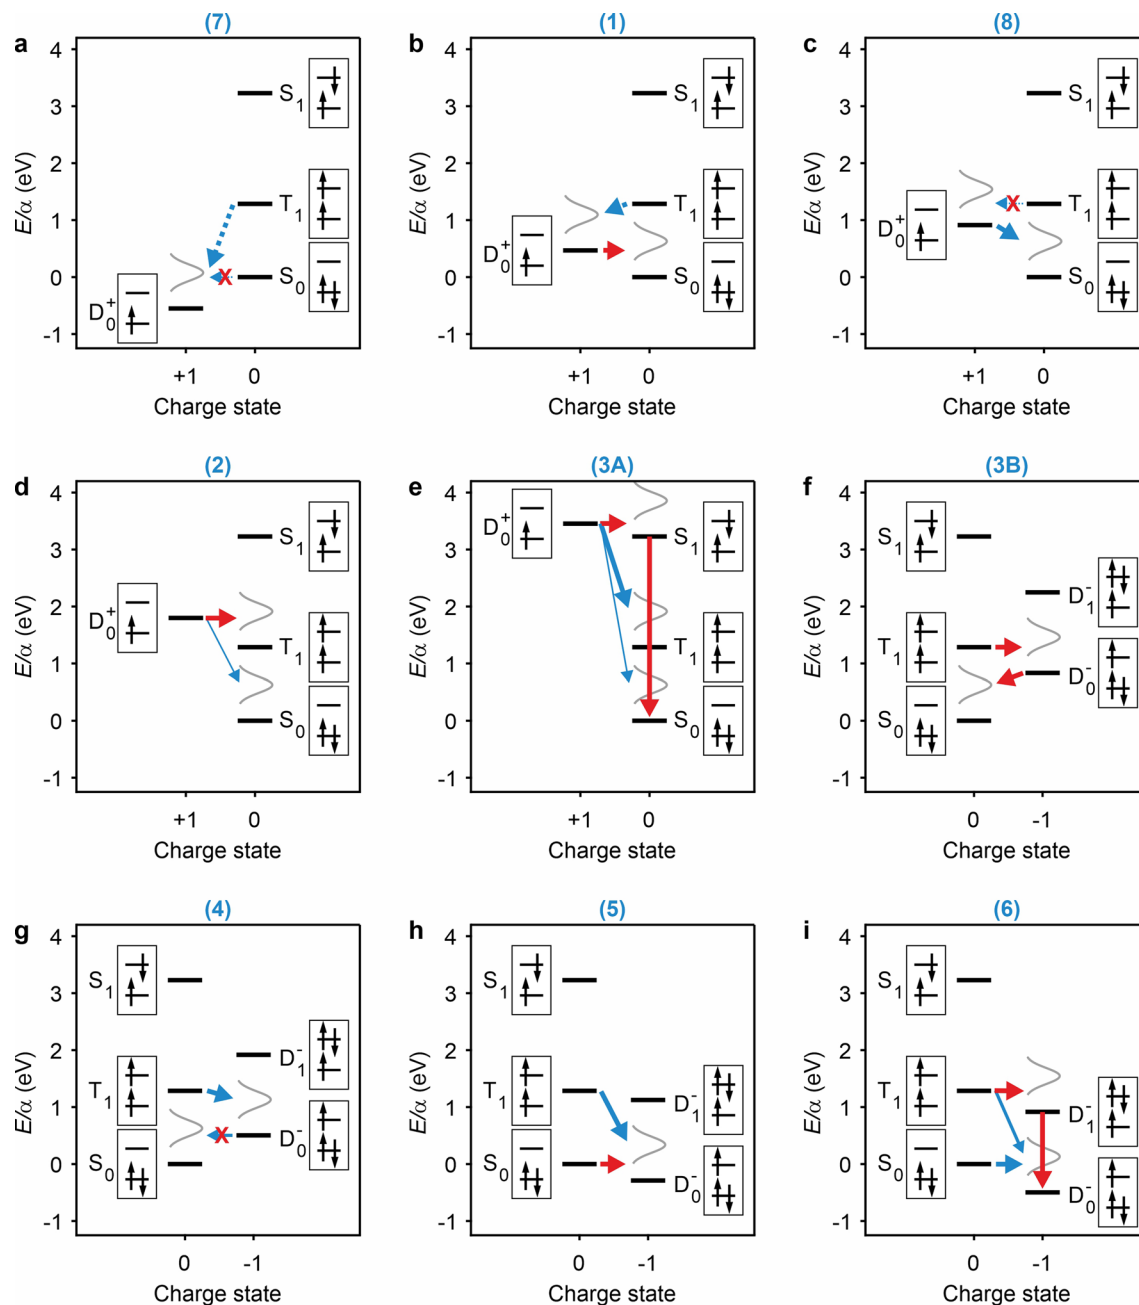 (7)
a
4
3
2
1
0
-1
E/α (eV)
S1
T1
S0
D0+
X
+1 0
Charge state
(1)
b
4
3
2
1
0
-1
E/α (eV)
S1
T1
S0
D0+
+1 0
Charge state
(8)
c
4
3
2
1
0
-1
E/α (eV)
S1
T1
S0
D0+
X
+1 0
Charge state
(2)
d
4
3
2
1
0
-1
E/α (eV)
S1
T1
S0
D0+
+1 0
Charge state
(3A)
e
4
3
2
1
0
-1
E/α (eV)
D0+
S1
T1
S0
+1 0
Charge state
(3B)
f
4
3
2
1
0
-1
E/α (eV)
S1
T1
S0
D1-
D0-
0 -1
Charge state
(4)
g
4
3
2
1
0
-1
E/α (eV)
S1
T1
S0
D1-
D0-
X
0 -1
Charge state
(5)
h
4
3
2
1
0
-1
E/α (eV)
S1
T1
S0
D1-
D0-
0 -1
Charge state
(6)
i
4
3
2
1
0
-1
E/α (eV)
S1
T1
S0
D1-
D0-
0 -1
Charge state